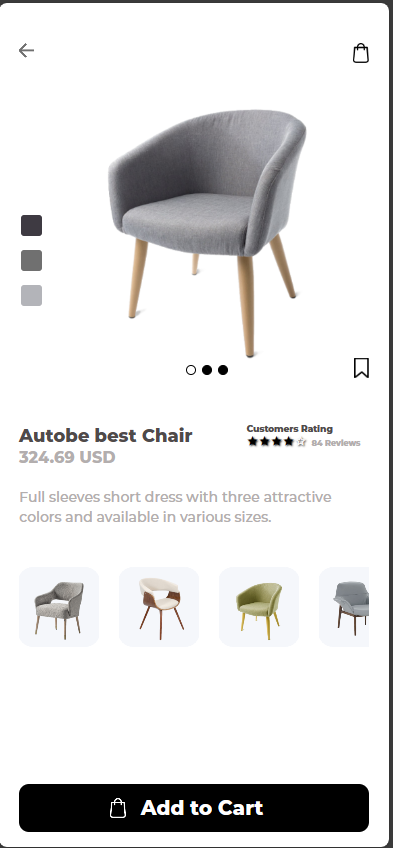 Autobe best Chair
324.69 USD
Customers Rating
84 Reviews
Full sleeves short dress with three attractive
colors and available in various sizes.
Add to Cart